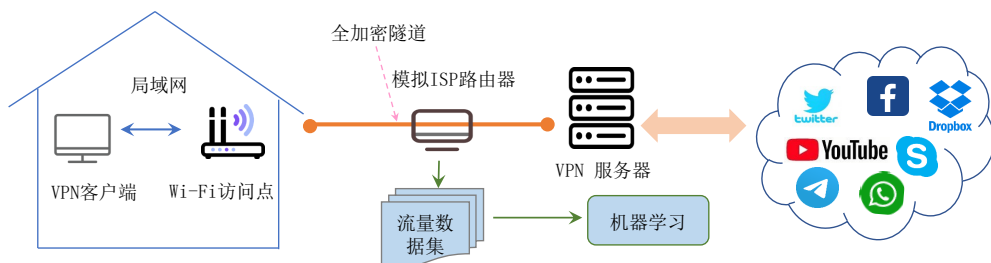 全加密隧道
局域网
模拟ISP路由器
twitter
f
Dropbox
YouTube
S
VPN客户端
Wi-Fi访问点
VPN 服务器
流量数
据集
机器学习